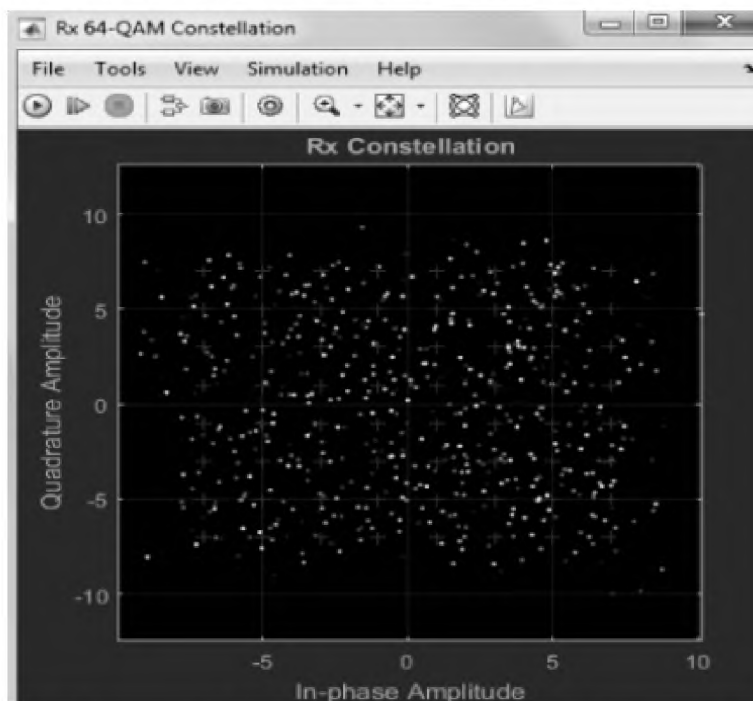 Rx 64-QAM Constellation
File Tools View Simulation Help
Rx Constellation
10
5
0
-5
-10
Quadrature Amplitude
-5 0 5 10
In-phase Amplitude